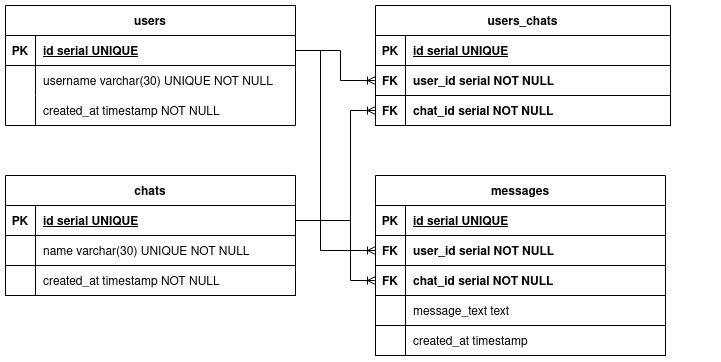 users
PK id serial UNIQUE
username varchar(30) UNIQUE NOT NULL
created_at timestamp NOT NULL
users_chats
PK id serial UNIQUE
FK user_id serial NOT NULL
FK chat_id serial NOT NULL
chats
PK id serial UNIQUE
name varchar(30) UNIQUE NOT NULL
created_at timestamp NOT NULL
messages
PK id serial UNIQUE
FK user_id serial NOT NULL
FK chat_id serial NOT NULL
message_text text
created_at timestamp